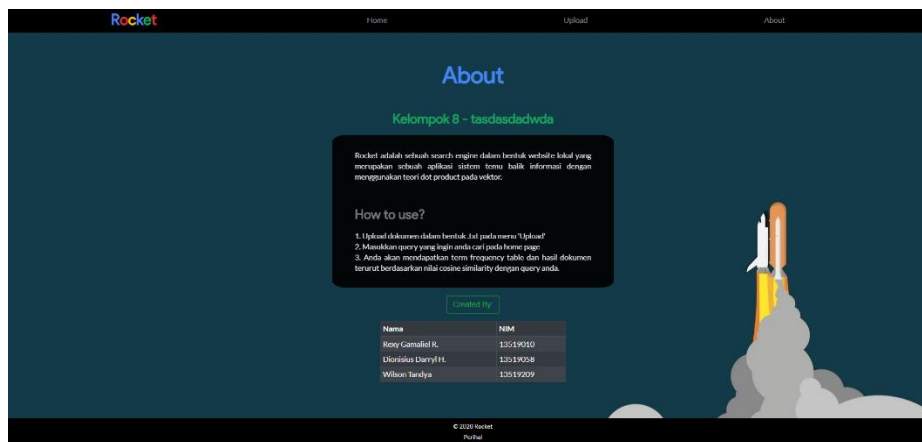 Rocket Home Upload About
About
Kelompok 8 - tasdasdadwda
Rocket adalah sebuah search engine dalam bentuk website lokal yang
merupakan sebuah aplikasi sistem temu balik informasi dengan
menggunakan teori dot product pada vektor.
How to use?
1. Upload dokumen dalam bentuk .txt pada menu 'Upload'
2. Masukkan query yang ingin anda cari pada home page
3. Anda akan mendapatkan term frequency table dan hasil dokumen
terurut berdasarkan nilai cosine similarity dengan query anda.
Created By
Nama NIM
Rexy Gamaliel R. 13519010
Dionisius Darryl H. 13519058
Wilson Tandya 13519209
© 2020 Rocket
Perihal